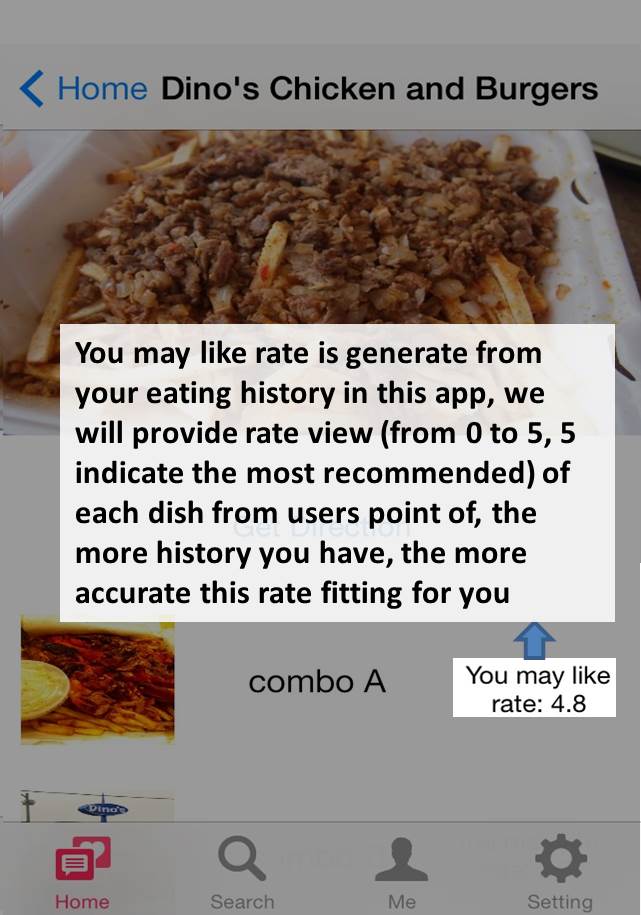 Home Dino's Chicken and Burgers
You may like rate is generate from
your eating history in this app, we
will provide rate view (from 0 to 5, 5
indicate the most recommended) of
each dish from users point of, the
more history you have, the more
accurate this rate fitting for you
Get Direction
combo A
You may like
rate: 4.8
Dino's
Home Search Me Setting